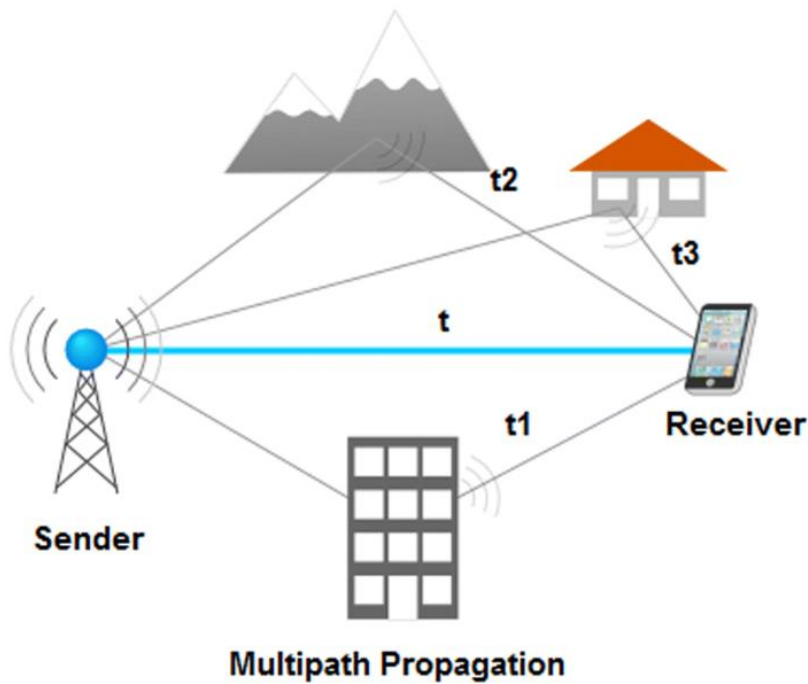 t2
t3
t
t1
Receiver
Sender
Multipath Propagation